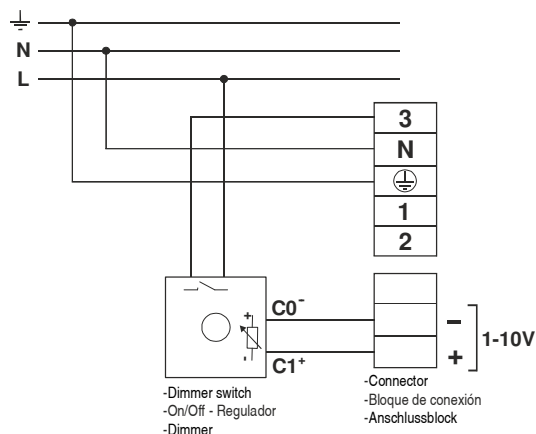 N
L
3
N
1
2
C0-
C1+
+
-
−
+
1-10V
-Dimmer switch
-On/Off - Regulador
-Dimmer
-Connector
-Bloque de conexión
-Anschlussblock